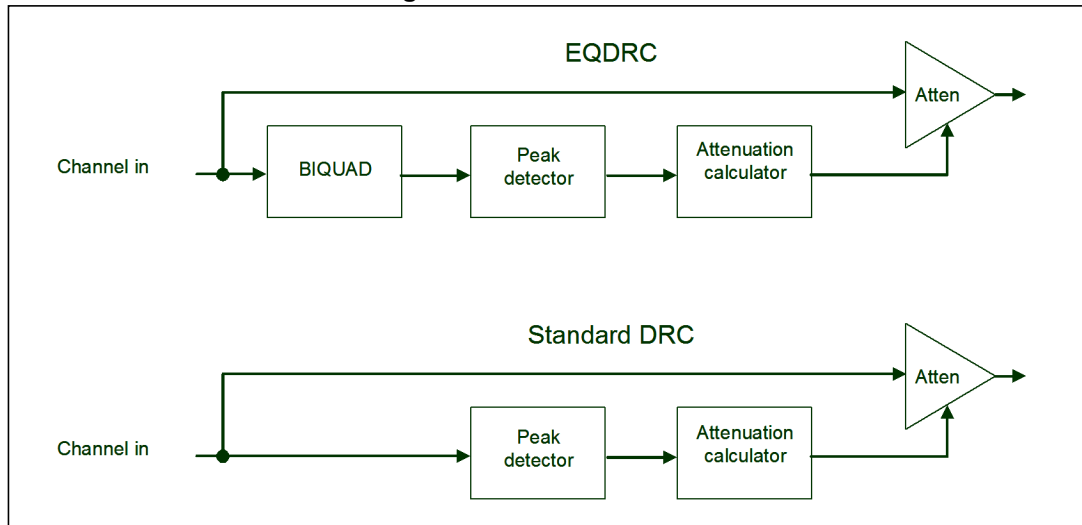 EQDRC
Atten
Channel in
BIQUAD
Peak
detector
Attenuation
calculator
Standard DRC
Atten
Channel in
Peak
detector
Attenuation
calculator